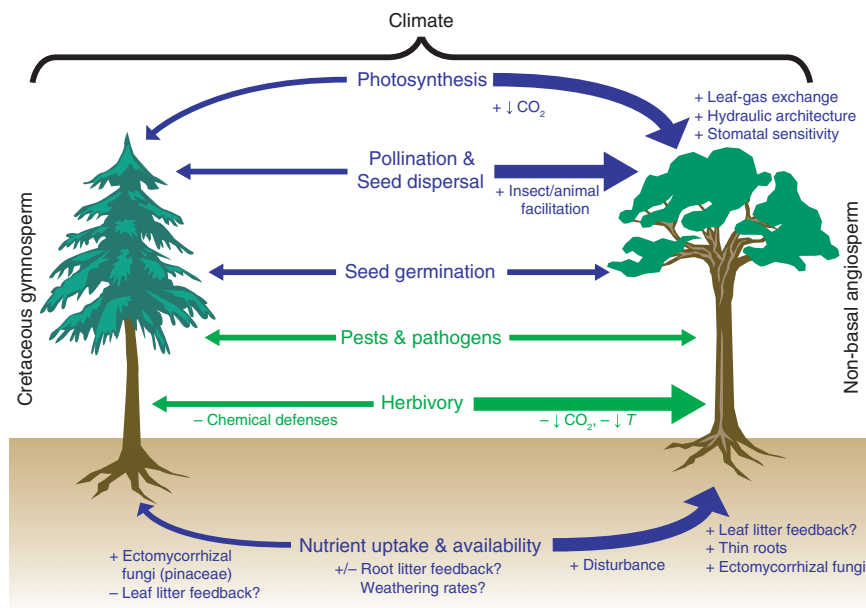 Climate
Photosynthesis
+ ↓ CO₂
+ Leaf-gas exchange
+ Hydraulic architecture
+ Stomatal sensitivity
Pollination &
Seed dispersal
+ Insect/animal
facilitation
Cretaceous gymnosperm
Non-basal angiosperm
Seed germination
Pests & pathogens
Herbivory
– Chemical defenses
– ↓ CO₂, – ↓ T
Nutrient uptake & availability
+/– Root litter feedback?
Weathering rates?
+ Ectomycorrhizal
fungi (pinaceae)
– Leaf litter feedback?
+ Disturbance
+ Leaf litter feedback?
+ Thin roots
+ Ectomycorrhizal fungi